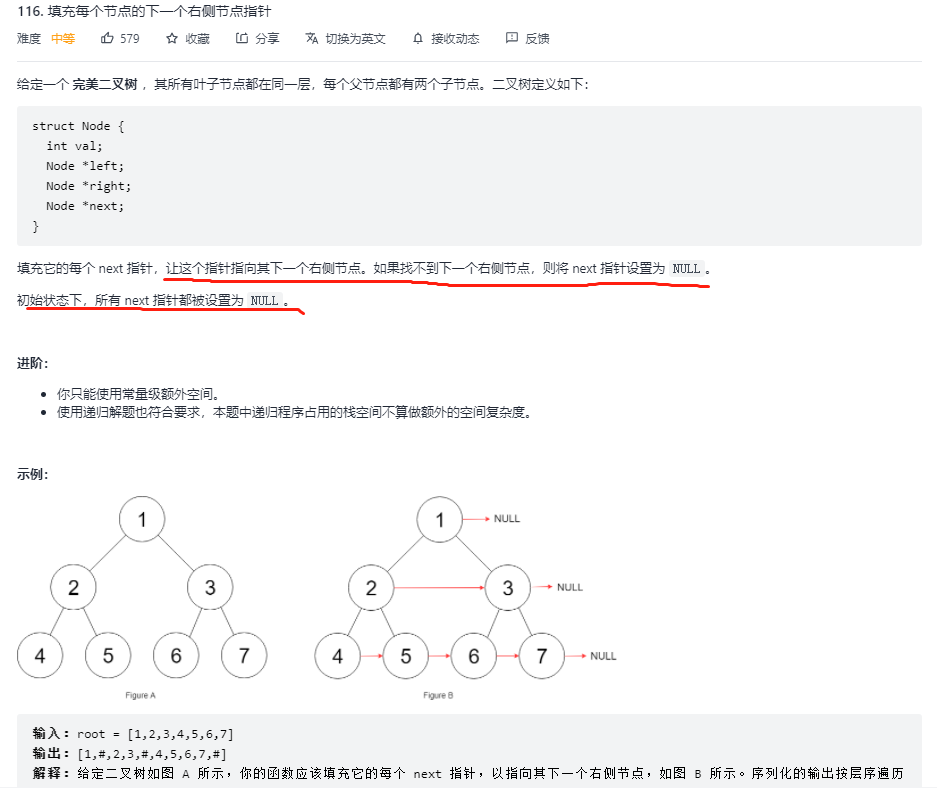 116. 填充每个节点的下一个右侧节点指针
难度 中等 579 收藏 分享 切换为英文 接收动态 反馈
给定一个 完美二叉树 ，其所有叶子节点都在同一层，每个父节点都有两个子节点。二叉树定义如下：
struct Node {
int val;
Node *left;
Node *right;
Node *next;
}
填充它的每个 next 指针，让这个指针指向其下一个右侧节点。如果找不到下一个右侧节点，则将 next 指针设置为 NULL 。
初始状态下，所有 next 指针都被设置为 NULL 。
进阶：
• 你只能使用常量级额外空间。
• 使用递归解题也符合要求，本题中递归程序占用的栈空间不算做额外的空间复杂度。
示例：
1 1 NULL
2 3 2 3 NULL
4 5 6 7 4 5 6 7 NULL
Figure A Figure B
输入：root = [1,2,3,4,5,6,7]
输出：[1,#,2,3,#,4,5,6,7,#]
解释：给定二叉树如图 A 所示，你的函数应该填充它的每个 next 指针，以指向其下一个右侧节点，如图 B 所示。序列化的输出按层序遍历